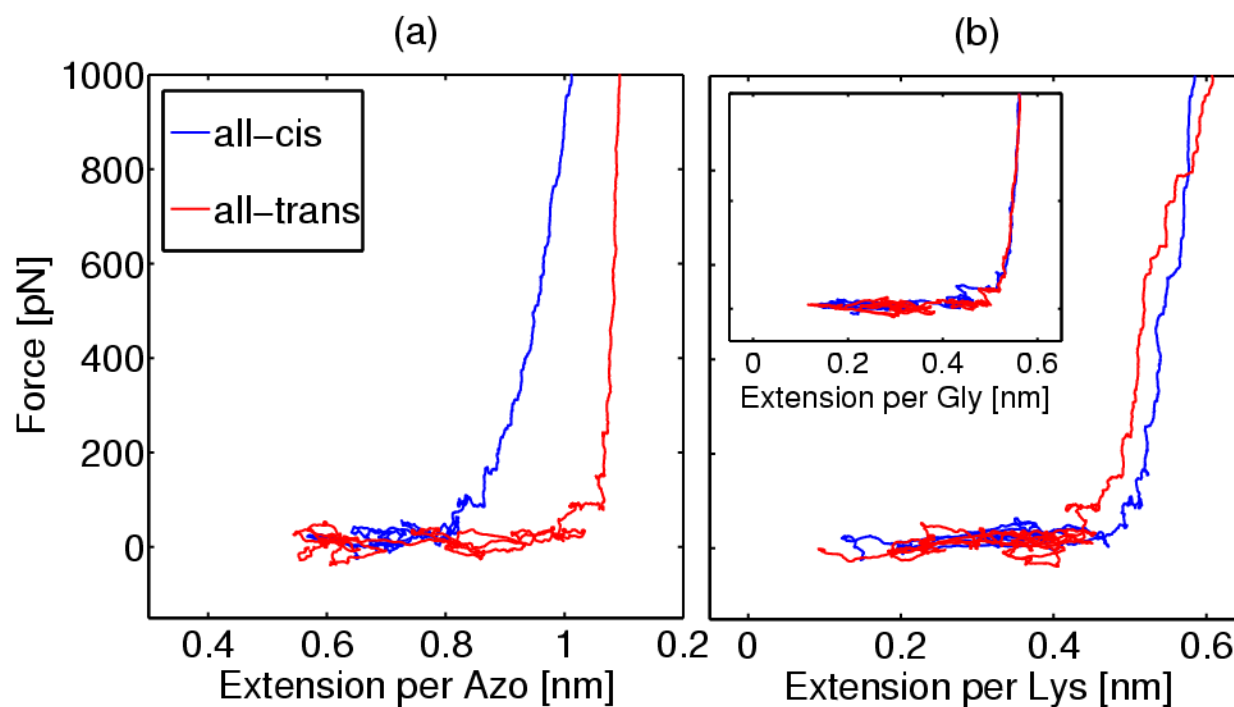 (a)
(b)
Force [pN]
1000
800
600
400
200
0
all-cis
all-trans
0.4 0.6 0.8 1 0.2
Extension per Azo [nm]
0 0.2 0.4 0.6
Extension per Gly [nm]
0 0.2 0.4 0.6
Extension per Lys [nm]